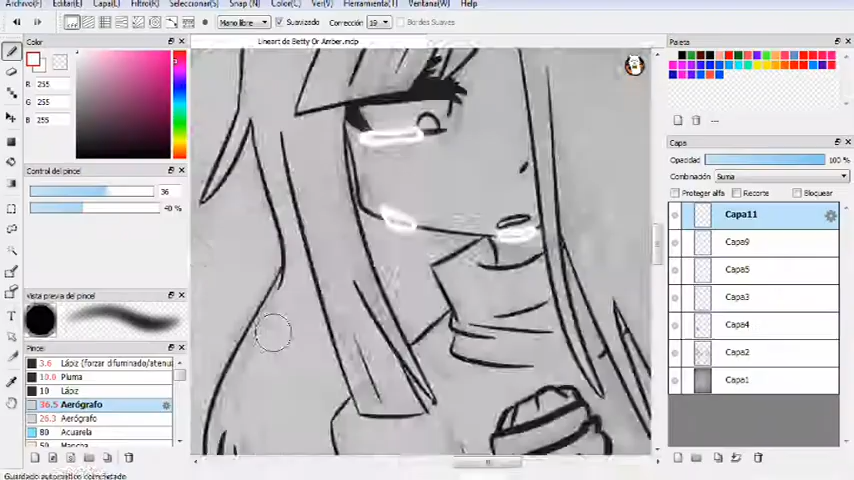 Archivo(F) Editar(E) Capa(L) Filtro(R) Seleccionar(S) Snap (N) Color(C) Ver(V) Herramienta(T) Ventana(W) Help
Mano libre Suavizado Corrección 19 Bordes Suaves
Color
Lineart de Betty Or Amber.mdp
Paleta
R 255
G 255
B 255
Capa
Opacidad 100 %
Combinación Suma
Proteger alfa Recorte Bloquear
Control del pincel
36
40 %
Capa11
Capa9
Capa5
Capa3
Capa4
Capa2
Capa1
Vista previa del pincel
Pincel
3.6 Lápiz (forzar difuminado/atenua
10.0 Pluma
10 Lápiz
36.5 Aerógrafo
26.3 Aerógrafo
80 Acuarela
50 Mancha
Guardado automático completado